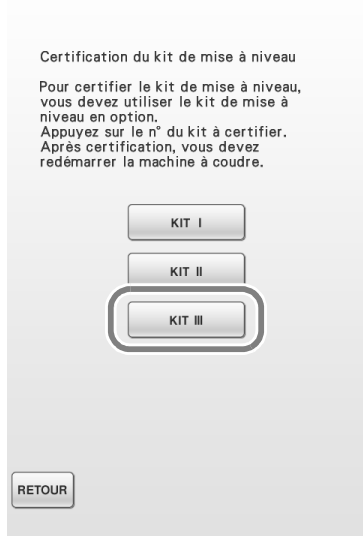 Certification du kit de mise à niveau
Pour certifier le kit de mise à niveau,
vous devez utiliser le kit de mise à
niveau en option.
Appuyez sur le n° du kit à certifier.
Après certification, vous devez
redémarrer la machine à coudre.
KIT I
KIT II
KIT III
RETOUR